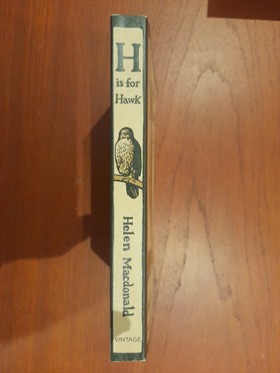 H
is for
Hawk
Helen Macdonald
VINTAGE